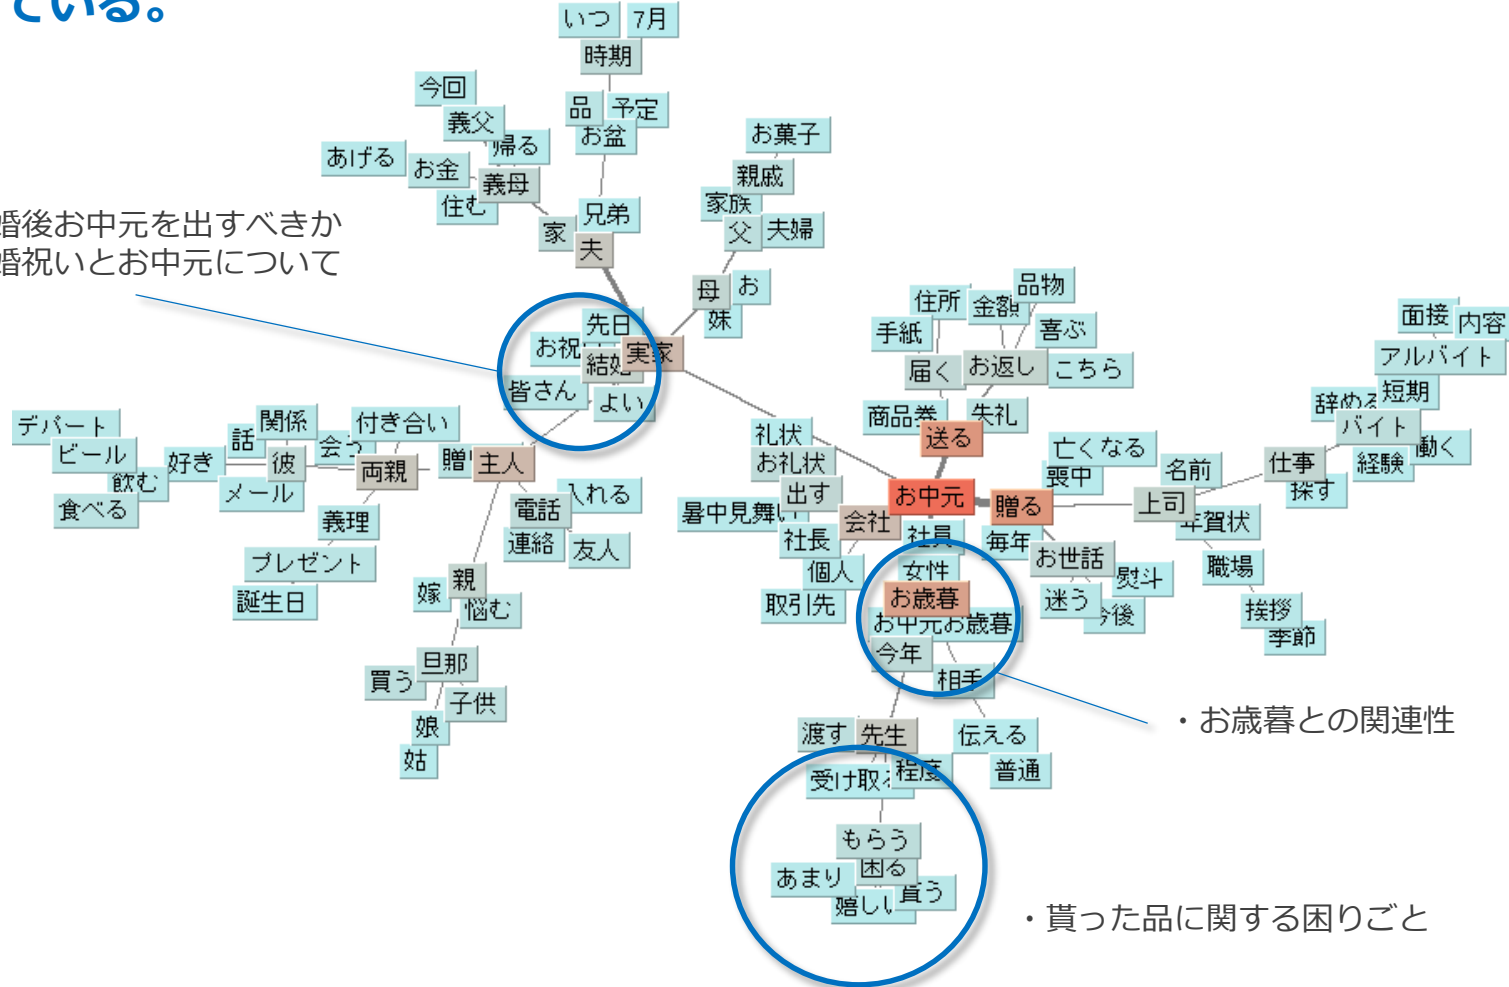 ている。
いつ
7月
時期
今回
品
予定
義父
お盆
お菓子
帰る
あげる
お金
義母
親戚
住む
兄弟
家族
家
夫
父
夫婦
婚後お中元を出すべきか
婚祝いとお中元について
母
お
妹
先日
お祝
結婚
実家
皆さん
よい
住所
金額
品物
手紙
喜ぶ
届く
お返し
こちら
商品券
失礼
送る
面接
内容
アルバイト
短期
辞める
バイト
働く
経験
仕事
探す
デパート
ビール
関係
付き合い
話
会う
好き
彼
両親
贈
主人
飲む
メール
食べる
電話
入れる
義理
連絡
友人
プレゼント
誕生日
嫁
親
悩む
買う
旦那
子供
娘
姑
礼状
お礼状
出す
お中元
贈る
亡くなる
喪中
名前
上司
暑中見舞い
会社
社員
毎年
年賀状
社長
個人
女性
お世話
熨斗
職場
取引先
お歳暮
迷う
今後
挨拶
お中元お歳暮
季節
今年
相手
渡す
先生
伝える
・お歳暮との関連性
受け取る
程度
普通
もらう
困る
あまり
貰う
嬉しい
・貰った品に関する困りごと